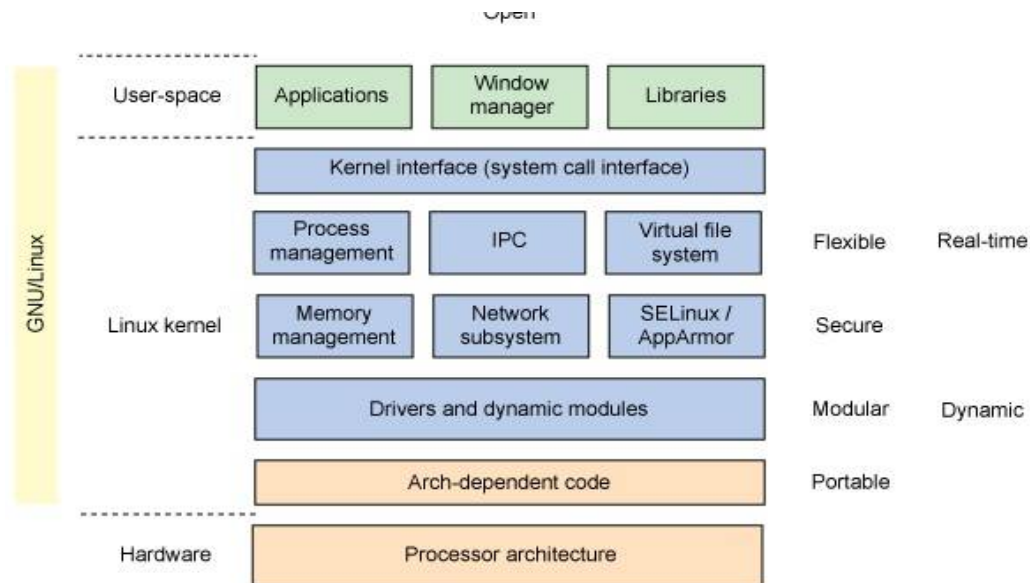 Open
User-space
Applications
Window
manager
Libraries
Kernel interface (system call interface)
GNU/Linux
Linux kernel
Process
management
IPC
Virtual file
system
Flexible
Real-time
Memory
management
Network
subsystem
SELinux /
AppArmor
Secure
Drivers and dynamic modules
Modular
Dynamic
Arch-dependent code
Portable
Hardware
Processor architecture